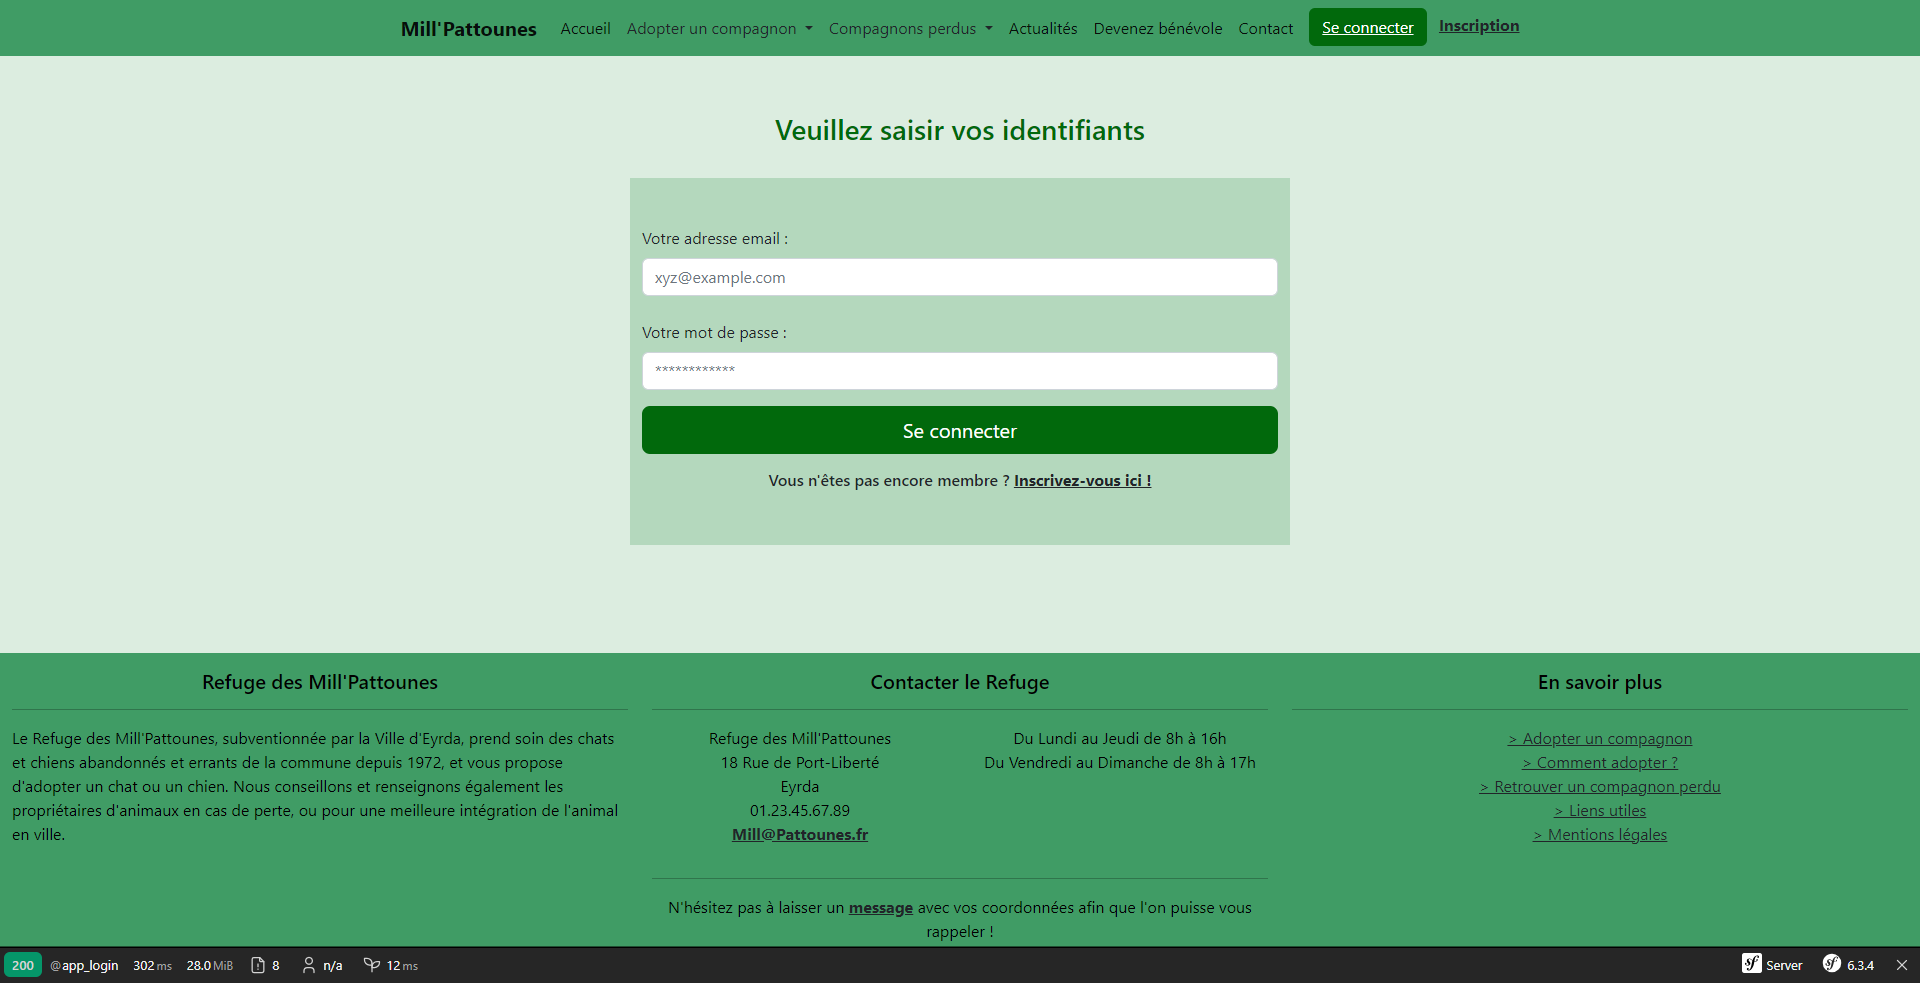 Mill'Pattounes Accueil Adopter un compagnon Compagnons perdus Actualités Devenez bénévole Contact Se connecter Inscription
Veuillez saisir vos identifiants
Votre adresse email :
xyz@example.com
Votre mot de passe :
************
Se connecter
Vous n'êtes pas encore membre ? Inscrivez-vous ici !
Refuge des Mill'Pattounes
Le Refuge des Mill'Pattounes, subventionnée par la Ville d'Eyrda, prend soin des chats
et chiens abandonnés et errants de la commune depuis 1972, et vous propose
d'adopter un chat ou un chien. Nous conseillons et renseignons également les
propriétaires d'animaux en cas de perte, ou pour une meilleure intégration de l'animal
en ville.
Contacter le Refuge
Refuge des Mill'Pattounes
18 Rue de Port-Liberté
Eyrda
01.23.45.67.89
Mill@Pattounes.fr
Du Lundi au Jeudi de 8h à 16h
Du Vendredi au Dimanche de 8h à 17h
N'hésitez pas à laisser un message avec vos coordonnées afin que l'on puisse vous
rappeler !
En savoir plus
> Adopter un compagnon
> Comment adopter ?
> Retrouver un compagnon perdu
> Liens utiles
> Mentions légales
200 @app_login 302 ms 28.0 MiB 8 n/a 12 ms sf Server sf 6.3.4